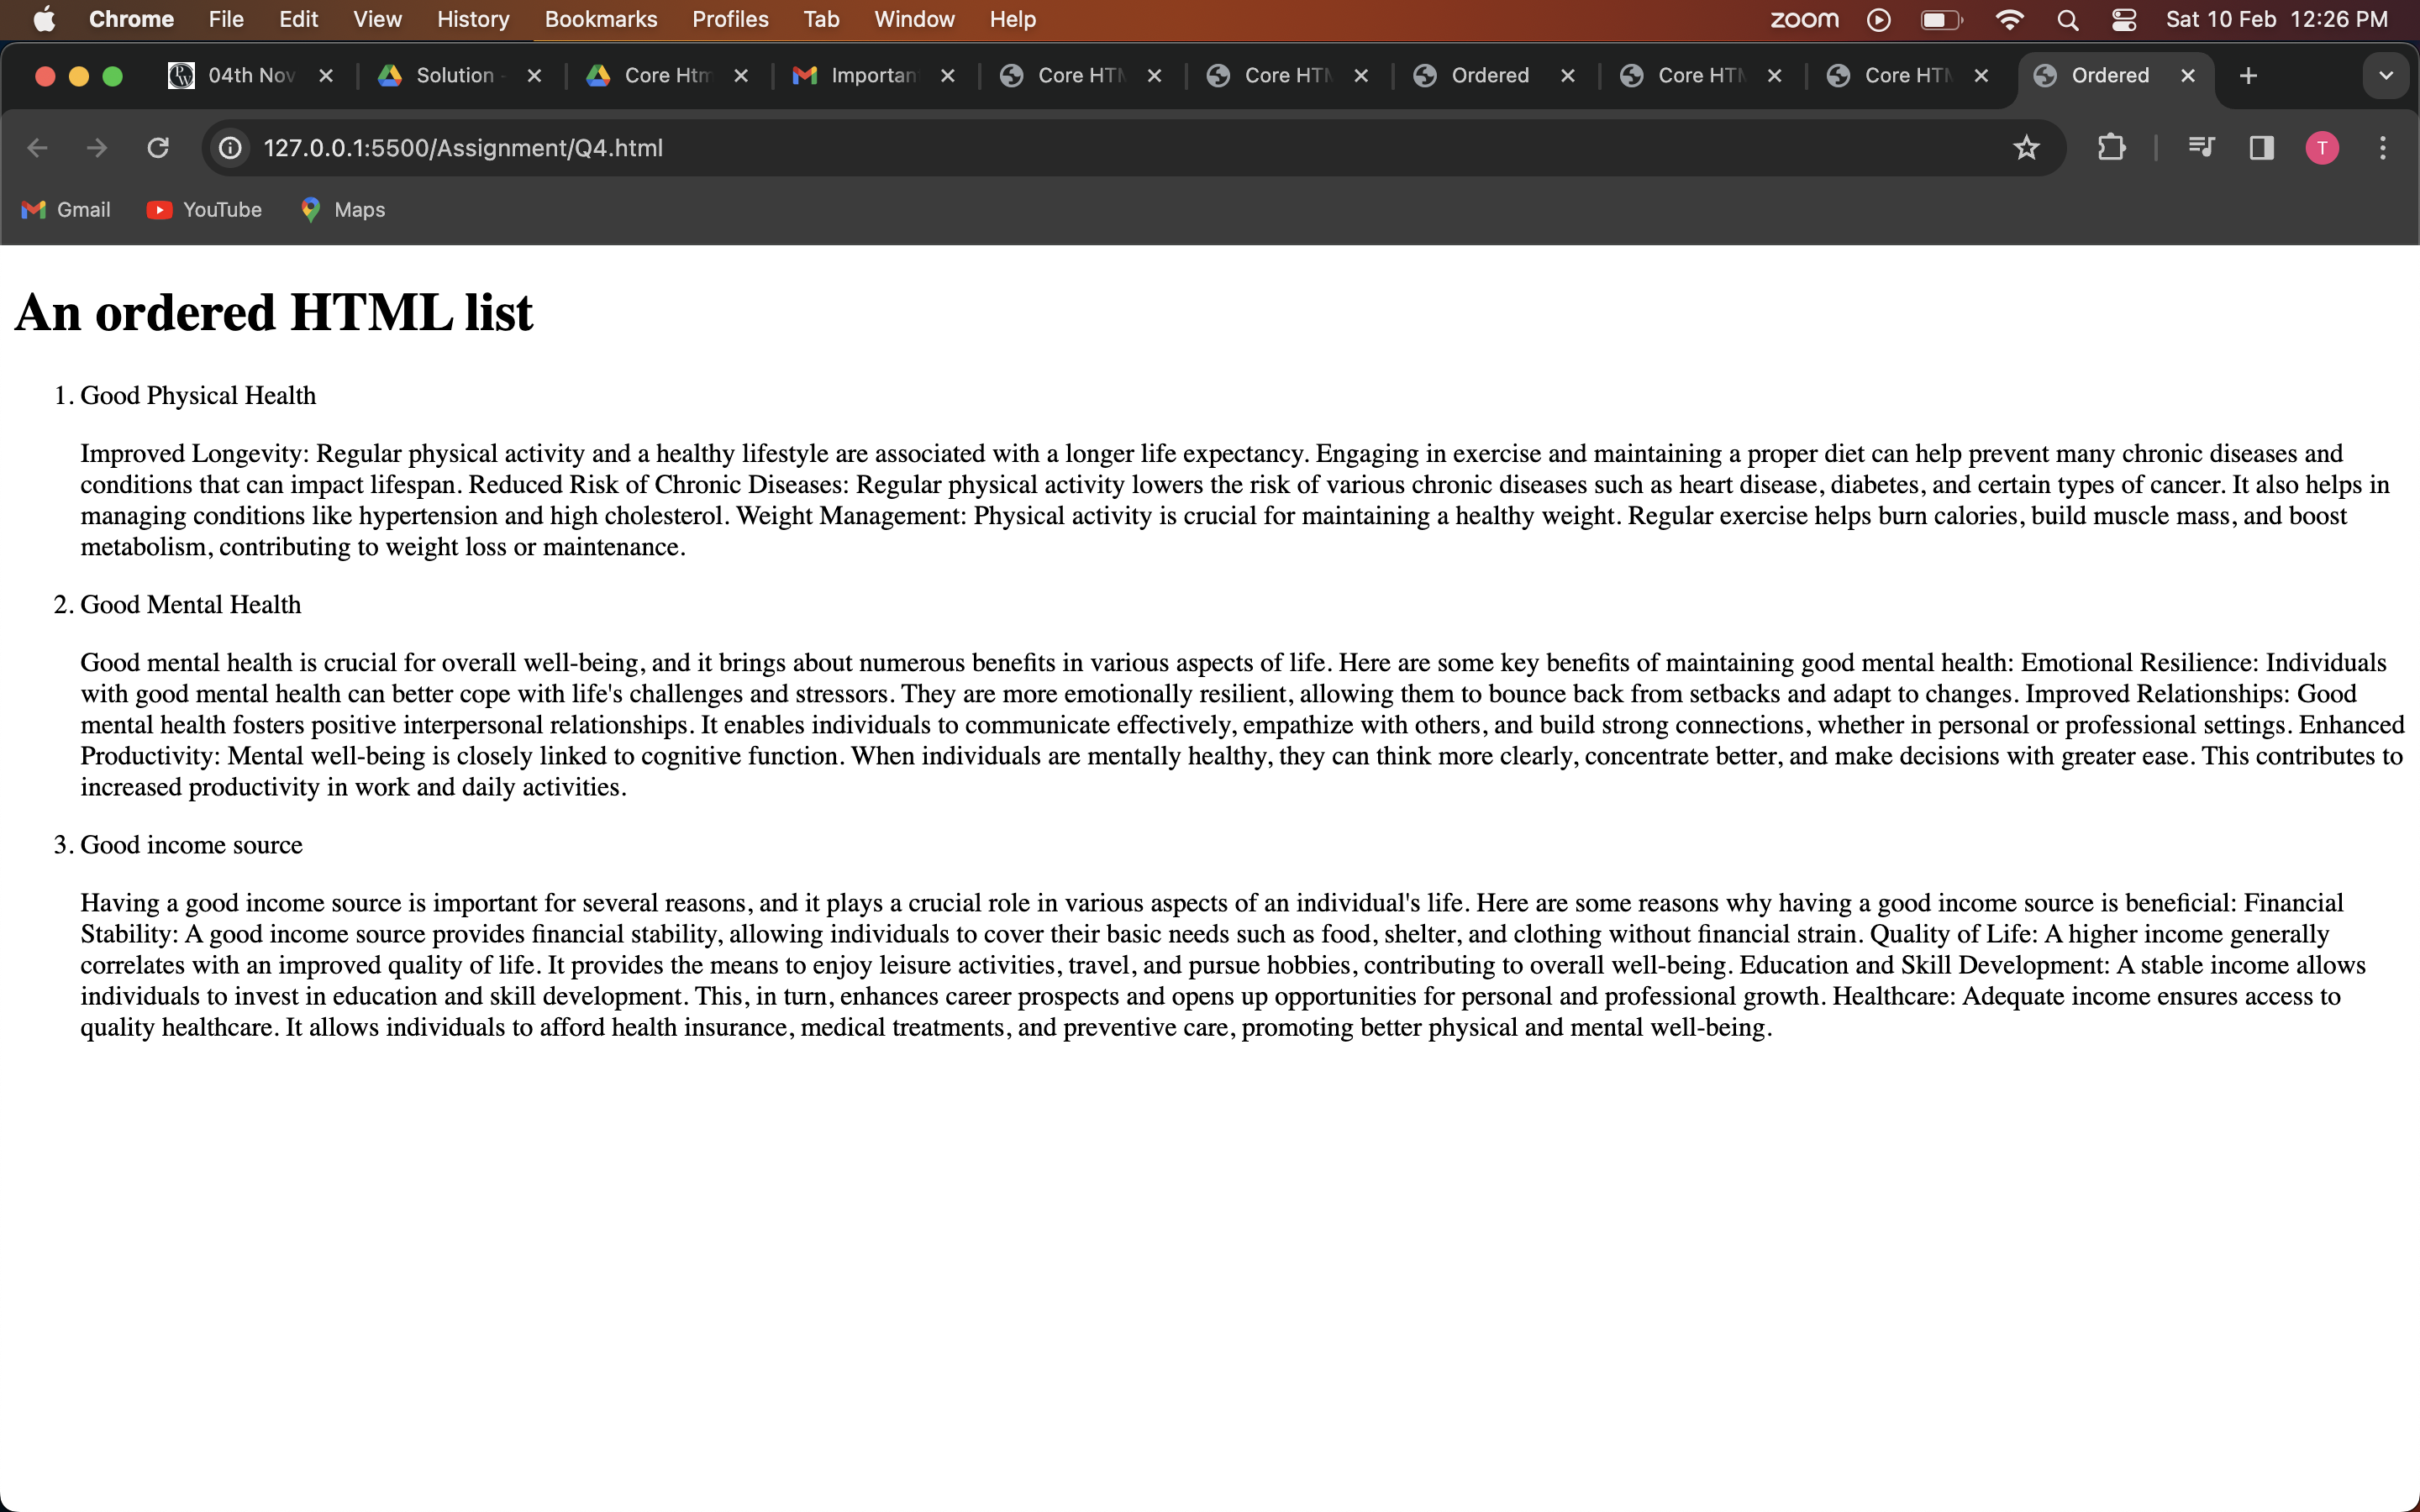 Chrome File Edit View History Bookmarks Profiles Tab Window Help zoom Sat 10 Feb 12:26 PM
04th Nov Solution - Core Htm Importan Core HTM Core HTM Ordered Core HTM Core HTM Ordered
127.0.0.1:5500/Assignment/Q4.html T
Gmail YouTube Maps
An ordered HTML list
1. Good Physical Health
Improved Longevity: Regular physical activity and a healthy lifestyle are associated with a longer life expectancy. Engaging in exercise and maintaining a proper diet can help prevent many chronic diseases and
conditions that can impact lifespan. Reduced Risk of Chronic Diseases: Regular physical activity lowers the risk of various chronic diseases such as heart disease, diabetes, and certain types of cancer. It also helps in
managing conditions like hypertension and high cholesterol. Weight Management: Physical activity is crucial for maintaining a healthy weight. Regular exercise helps burn calories, build muscle mass, and boost
metabolism, contributing to weight loss or maintenance.
2. Good Mental Health
Good mental health is crucial for overall well-being, and it brings about numerous benefits in various aspects of life. Here are some key benefits of maintaining good mental health: Emotional Resilience: Individuals
with good mental health can better cope with life's challenges and stressors. They are more emotionally resilient, allowing them to bounce back from setbacks and adapt to changes. Improved Relationships: Good
mental health fosters positive interpersonal relationships. It enables individuals to communicate effectively, empathize with others, and build strong connections, whether in personal or professional settings. Enhanced
Productivity: Mental well-being is closely linked to cognitive function. When individuals are mentally healthy, they can think more clearly, concentrate better, and make decisions with greater ease. This contributes to
increased productivity in work and daily activities.
3. Good income source
Having a good income source is important for several reasons, and it plays a crucial role in various aspects of an individual's life. Here are some reasons why having a good income source is beneficial: Financial
Stability: A good income source provides financial stability, allowing individuals to cover their basic needs such as food, shelter, and clothing without financial strain. Quality of Life: A higher income generally
correlates with an improved quality of life. It provides the means to enjoy leisure activities, travel, and pursue hobbies, contributing to overall well-being. Education and Skill Development: A stable income allows
individuals to invest in education and skill development. This, in turn, enhances career prospects and opens up opportunities for personal and professional growth. Healthcare: Adequate income ensures access to
quality healthcare. It allows individuals to afford health insurance, medical treatments, and preventive care, promoting better physical and mental well-being.